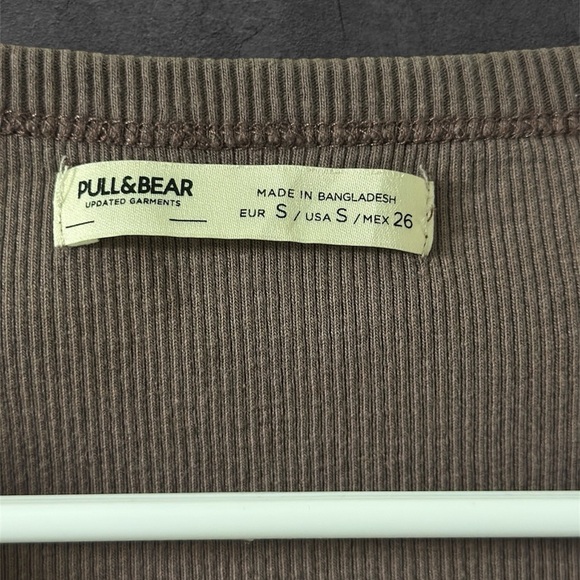 PULL&BEAR
UPDATED GARMENTS
MADE IN BANGLADESH
EUR S / USA S / MEX 26